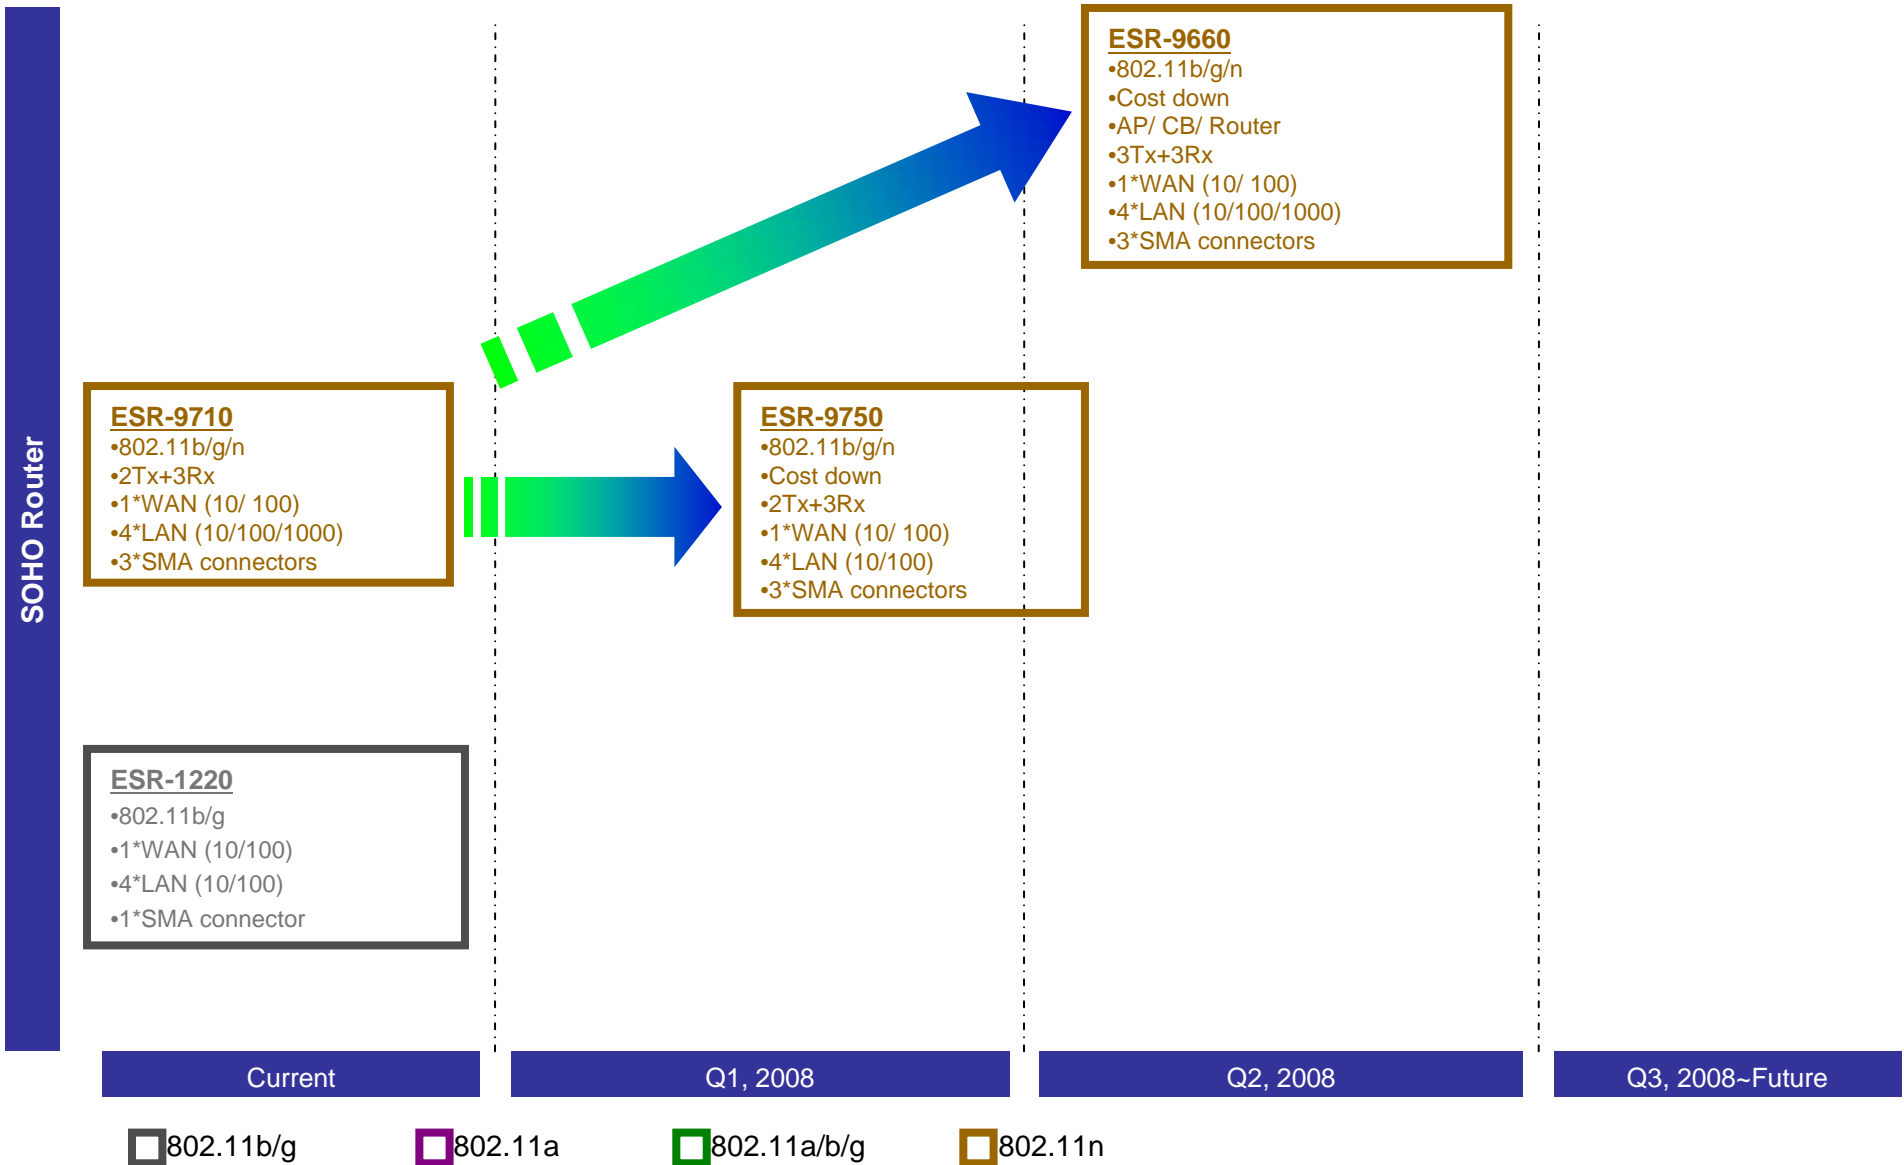 SOHO Router
ESR-9660
•802.11b/g/n
•Cost down
•AP/ CB/ Router
•3Tx+3Rx
•1*WAN (10/ 100)
•4*LAN (10/100/1000)
•3*SMA connectors
ESR-9710
•802.11b/g/n
•2Tx+3Rx
•1*WAN (10/ 100)
•4*LAN (10/100/1000)
•3*SMA connectors
ESR-9750
•802.11b/g/n
•Cost down
•2Tx+3Rx
•1*WAN (10/ 100)
•4*LAN (10/100)
•3*SMA connectors
ESR-1220
•802.11b/g
•1*WAN (10/100)
•4*LAN (10/100)
•1*SMA connector
Current
Q1, 2008
Q2, 2008
Q3, 2008~Future
802.11b/g
802.11a
802.11a/b/g
802.11n